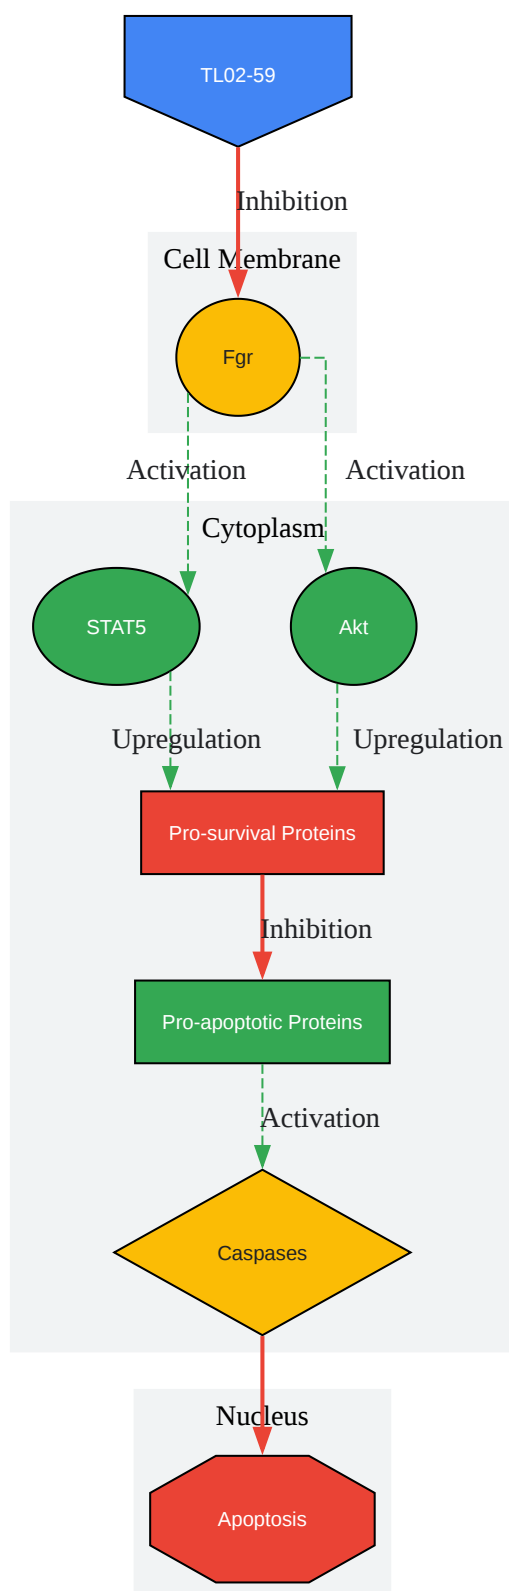 TL02-59
Inhibition
Cell Membrane
Fgr
Activation
Activation
Cytoplasm
STAT5
Akt
Upregulation
Upregulation
Pro-survival Proteins
Inhibition
Pro-apoptotic Proteins
Activation
Caspases
Nucleus
Apoptosis